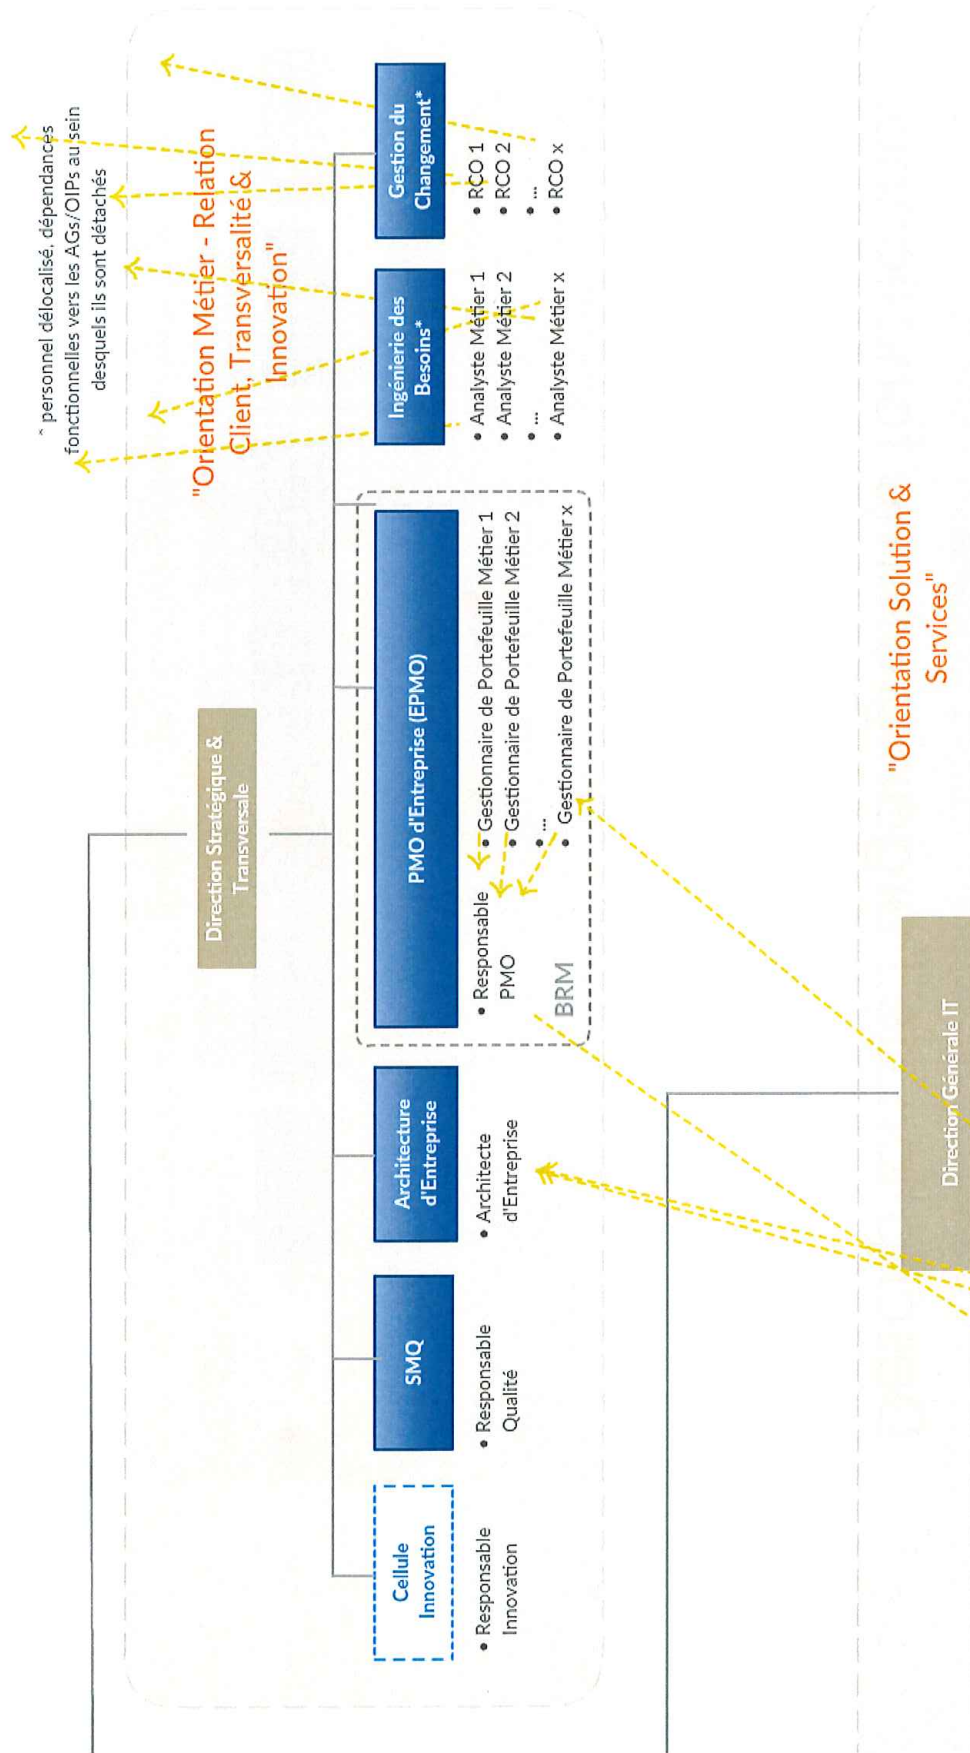 * personnel délocalisé, dépendances
fonctionnelles vers les AGs/OIPs au sein
desquels ils sont détachés
"Orientation Métier - Relation
Client, Transversalité &
Innovation"
Direction Stratégique &
Transversale
Cellule
Innovation
• Responsable
Innovation
SMQ
• Responsable
Qualité
Architecture
d'Entreprise
• Architecte
d'Entreprise
PMO d'Entreprise (EPMO)
• Responsable
PMO
BRM
• Gestionnaire de Portefeuille Métier 1
• Gestionnaire de Portefeuille Métier 2
• ...
• Gestionnaire de Portefeuille Métier x
Ingénierie des
Besoins*
• Analyste Métier 1
• Analyste Métier 2
• ...
• Analyste Métier x
Gestion du
Changement*
• RCO 1
• RCO 2
• ...
• RCO x
"Orientation Solution &
Services"
Direction Générale IT